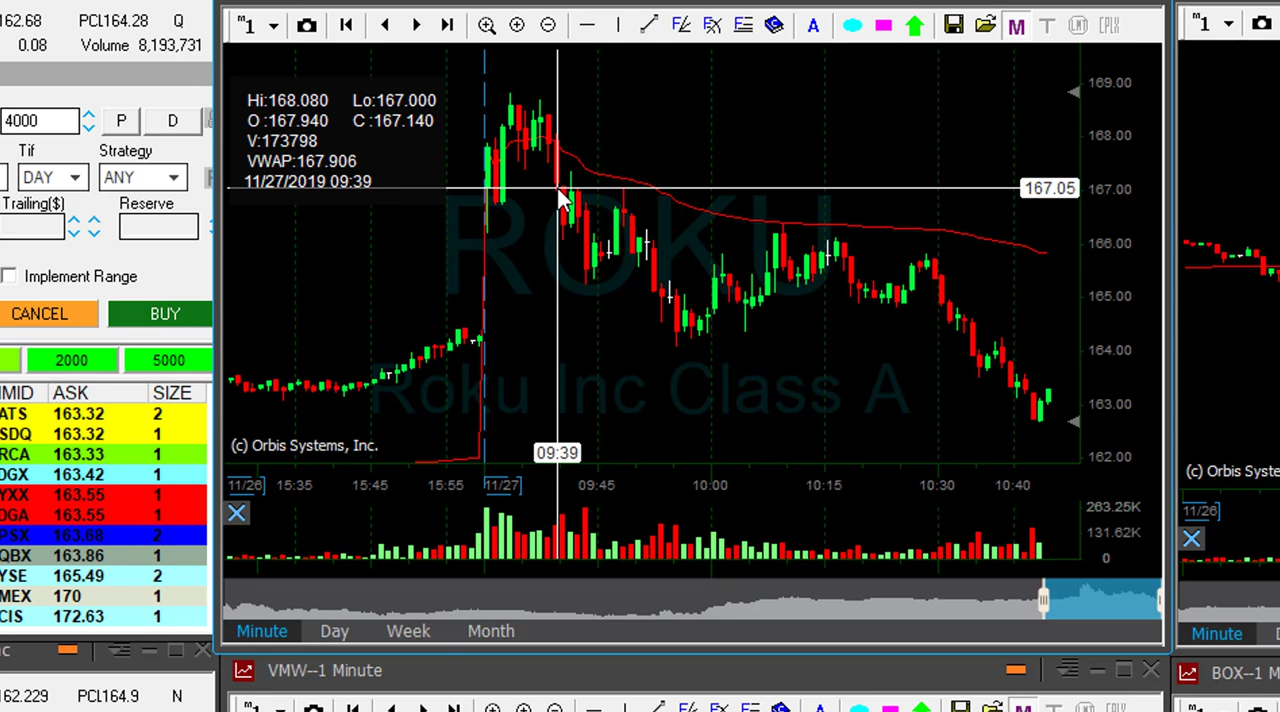 162.68 PCL164.28 Q
0.08 Volume 8,193,731
4000 P D
Tif Strategy
DAY ANY
Trailing($) Reserve
Implement Range
CANCEL BUY
2000 5000
MMID ASK SIZE
ATS 163.32 2
SDQ 163.32 1
RCA 163.33 1
DGX 163.42 1
YXX 163.55 1
DGA 163.55 1
PSX 163.68 2
QBX 163.86 1
YSE 165.49 2
MEX 170 1
CIS 172.63 1
c
162.229 PCL164.9 N
m1 A M T LMT CPLX
Hi:168.080 Lo:167.000
O :167.940 C :167.140
V:173798
VWAP:167.906
11/27/2019 09:39
ROKU
Roku Inc Class A
169.00
168.00
167.00
167.05
166.00
165.00
164.00
163.00
162.00
(c) Orbis Systems, Inc.
09:39
11/26 15:35 15:45 15:55 11/27 09:45 10:00 10:15 10:30 10:40
263.25K
131.62K
0
Minute Day Week Month
VMW--1 Minute
m1 A M T
m1
(c) Orbis Syste
11/26
Minute D
BOX--1 M